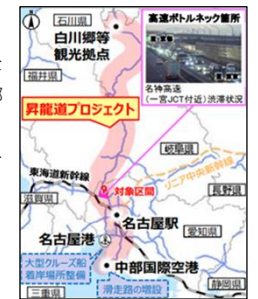 石川県
白川郷等
観光拠点
福井県
高速ボトルネック箇所
名神高速
(一宮JCT付近)渋滞状況
昇龍道プロジェクト
岐阜県
リニア中央新幹線
東海道新幹線
対象区間
長野県
滋賀県
名古屋駅
愛知県
名古屋港
大型クルーズ船
着岸場所整備
中部国際空港
静岡県
三重県
滑走路の増設